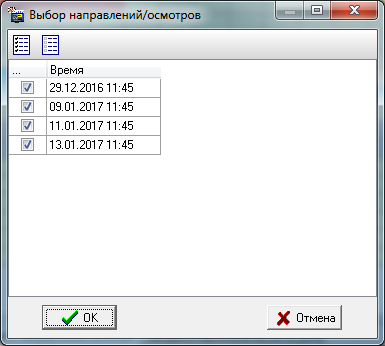 Выбор направлений/осмотров
... Время
29.12.2016 11:45
09.01.2017 11:45
11.01.2017 11:45
13.01.2017 11:45
OK Отмена